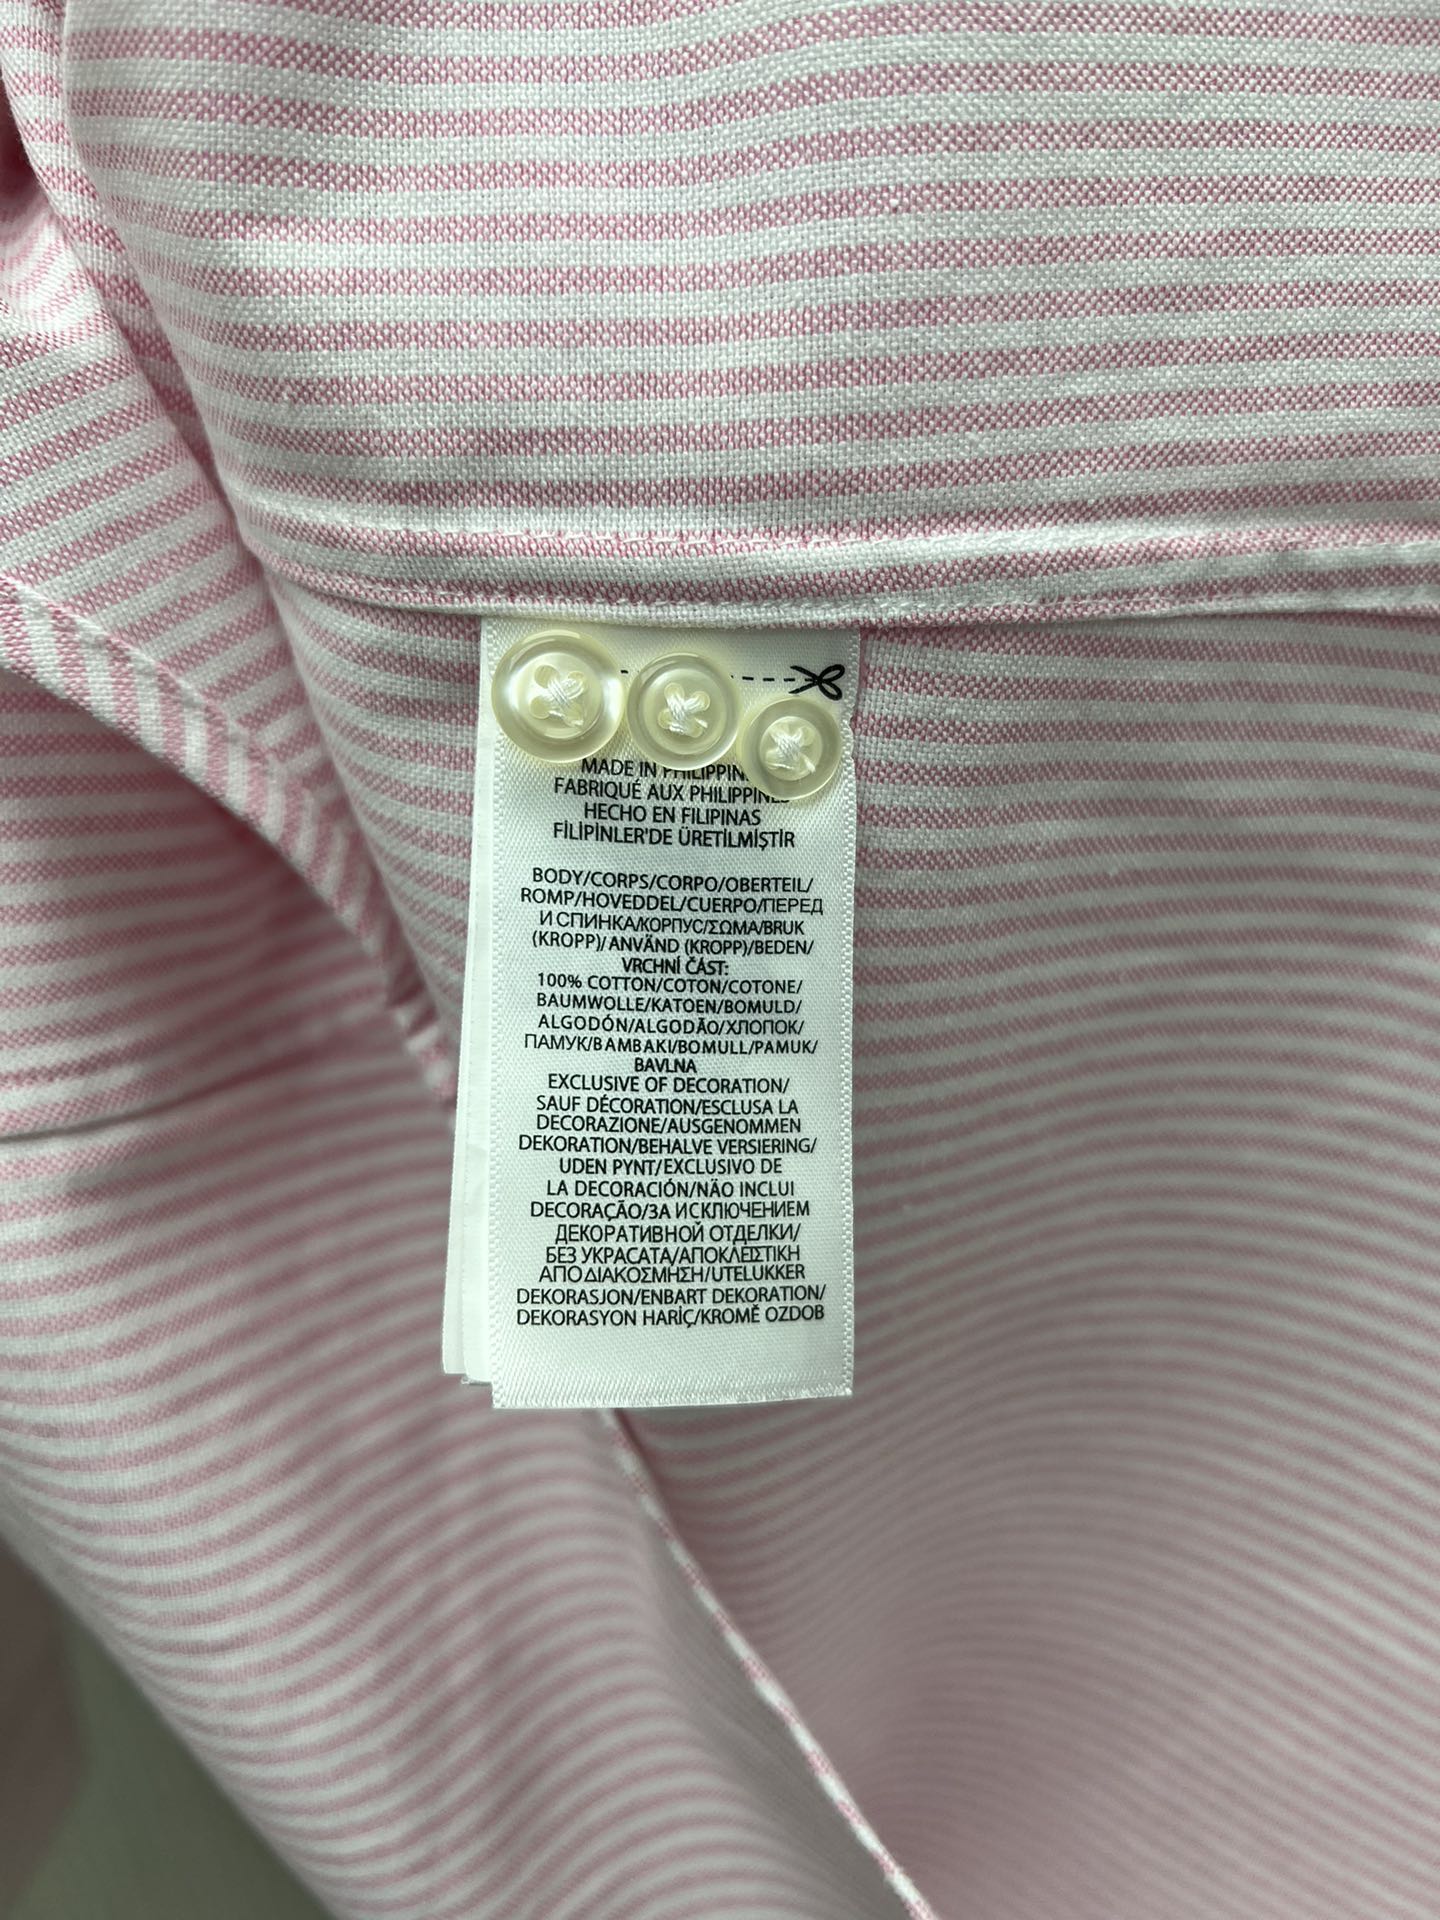 MADE IN PHILIPPIN
FABRIQUÉ AUX PHILIPPINES
HECHO EN FILIPINAS
FİLİPİNLER'DE ÜRETİLMİŞTİR
BODY/CORPS/CORPO/OBERTEIL/
ROMP/HOVEDDEL/CUERPO/ПЕРЕД
И СПИНКА/КОРПУС/ΣΩΜΑ/BRUK
(KROPP)/ANVÄND (KROPP)/BEDEN/
VRCHNÍ ČÁST:
100% COTTON/COTON/COTONE/
BAUMWOLLE/KATOEN/BOMULD/
ALGODÓN/ALGODÃO/ХЛОПОК/
ПАМУК/BAMBAKI/BOMULL/PAMUK/
BAVLNA
EXCLUSIVE OF DECORATION/
SAUF DÉCORATION/ESCLUSA LA
DECORAZIONE/AUSGENOMMEN
DEKORATION/BEHALVE VERSIERING/
UDEN PYNT/EXCLUSIVO DE
LA DECORACIÓN/NÃO INCLUI
DECORAÇÃO/ЗА ИСКЛЮЧЕНИЕМ
ДЕКОРАТИВНОЙ ОТДЕЛКИ/
БЕЗ УКРАСАТА/ΑΠΟΚΛΕΙΣΤΙΚΗ
ΑΠΟ ΔΙΑΚΟΣΜΗΣΗ/UTELUKKER
DEKORASJON/ENBART DEKORATION/
DEKORASYON HARİÇ/KROMĚ OZDOB